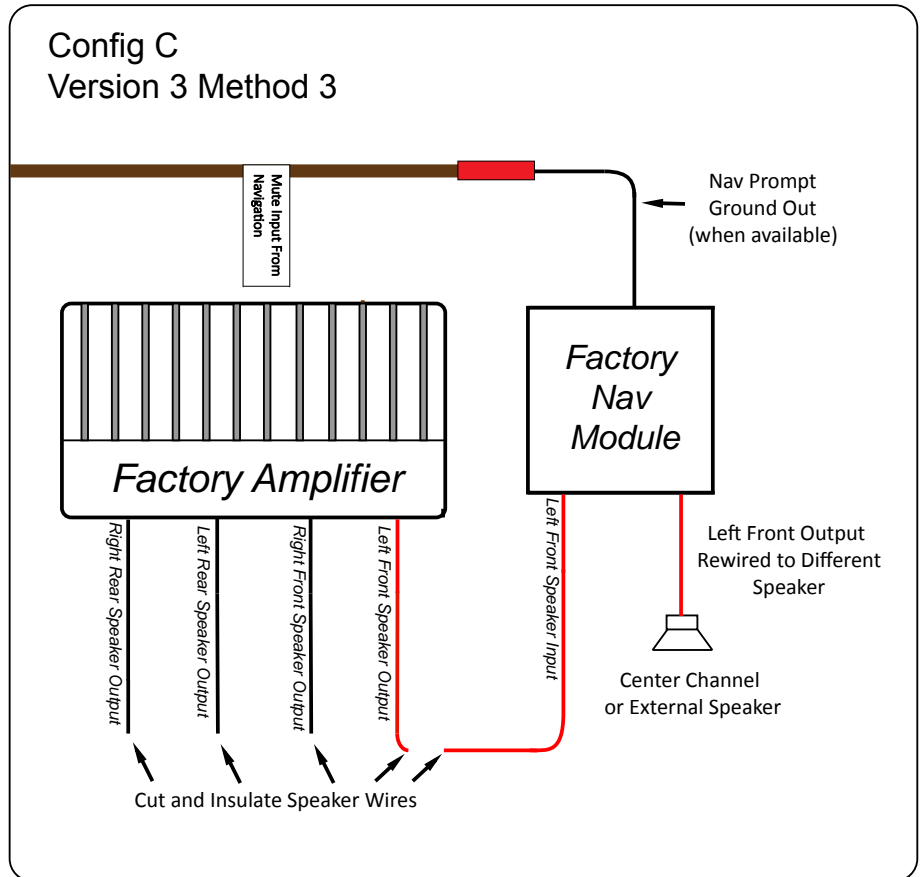 Config C
Version 3 Method 3
Mute Input From
Navigation
Nav Prompt
Ground Out
(when available)
Factory
Nav
Module
Factory Amplifier
Right Rear Speaker Output
Left Rear Speaker Output
Right Front Speaker Output
Left Front Speaker Output
Left Front Speaker Input
Left Front Output
Rewired to Different
Speaker
Center Channel
or External Speaker
Cut and Insulate Speaker Wires